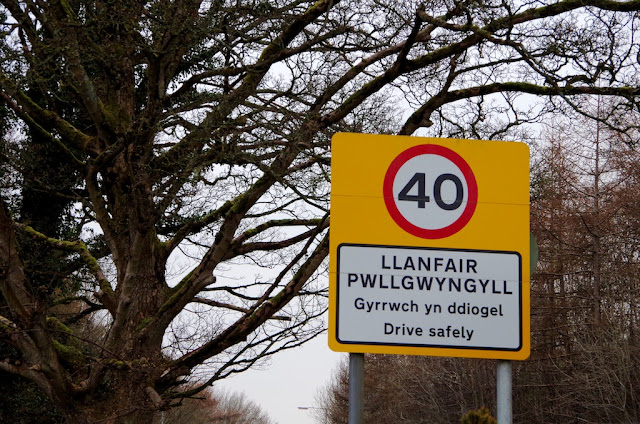 40
LLANFAIR
PWLLGWYNGYLL
Gyrrwch yn ddiogel
Drive safely